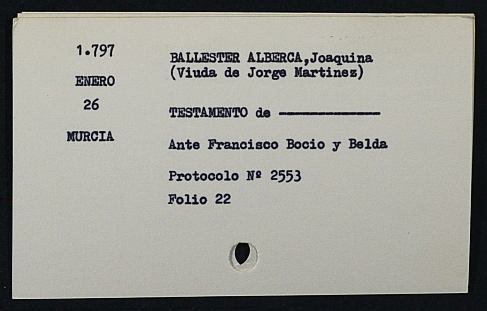 1.797
ENERO
26
MURCIA
BALLESTER ALBERCA,Joaquina
(Viuda de Jorge Martinez)
TESTAMENTO de ——————
Ante Francisco Bocio y Belda
Protocolo Nº 2553
Folio 22